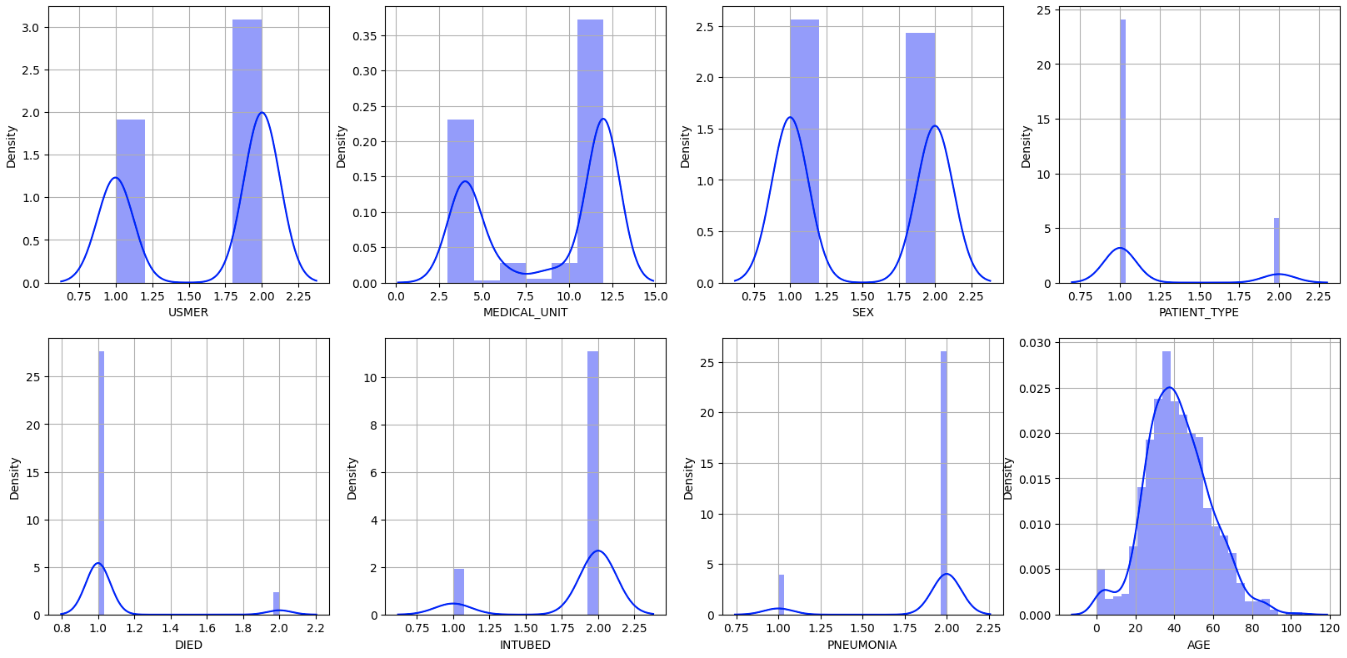 3.0
2.5
2.0
1.5
1.0
0.5
0.0
Density
0.75 1.00 1.25 1.50 1.75 2.00 2.25
USMER
0.35
0.30
0.25
0.20
0.15
0.10
0.05
0.00
Density
0.0 2.5 5.0 7.5 10.0 12.5 15.0
MEDICAL_UNIT
2.5
2.0
1.5
1.0
0.5
0.0
Density
0.75 1.00 1.25 1.50 1.75 2.00 2.25
SEX
25
20
15
10
5
0
Density
0.75 1.00 1.25 1.50 1.75 2.00 2.25
PATIENT_TYPE
25
20
15
10
5
0
Density
0.8 1.0 1.2 1.4 1.6 1.8 2.0 2.2
DIED
10
8
6
4
2
0
Density
0.75 1.00 1.25 1.50 1.75 2.00 2.25
INTUBED
25
20
15
10
5
0
Density
0.75 1.00 1.25 1.50 1.75 2.00 2.25
PNEUMONIA
0.030
0.025
0.020
0.015
0.010
0.005
0.000
Density
0 20 40 60 80 100 120
AGE